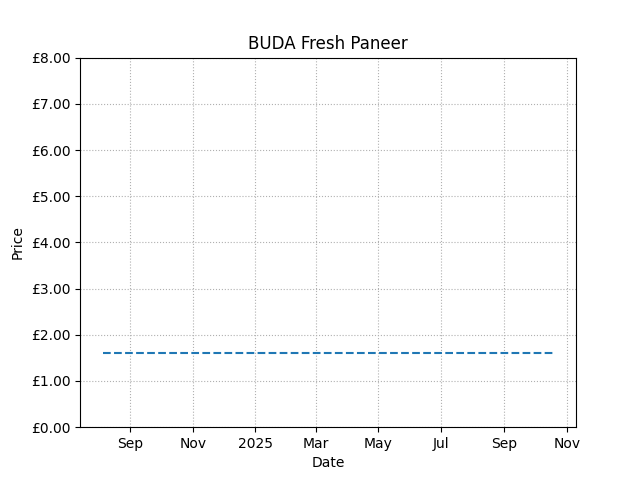 BUDA Fresh Paneer
£8.00
£7.00
£6.00
£5.00
£4.00
£3.00
£2.00
£1.00
£0.00
Price
Sep Nov 2025 Mar May Jul Sep Nov
Date